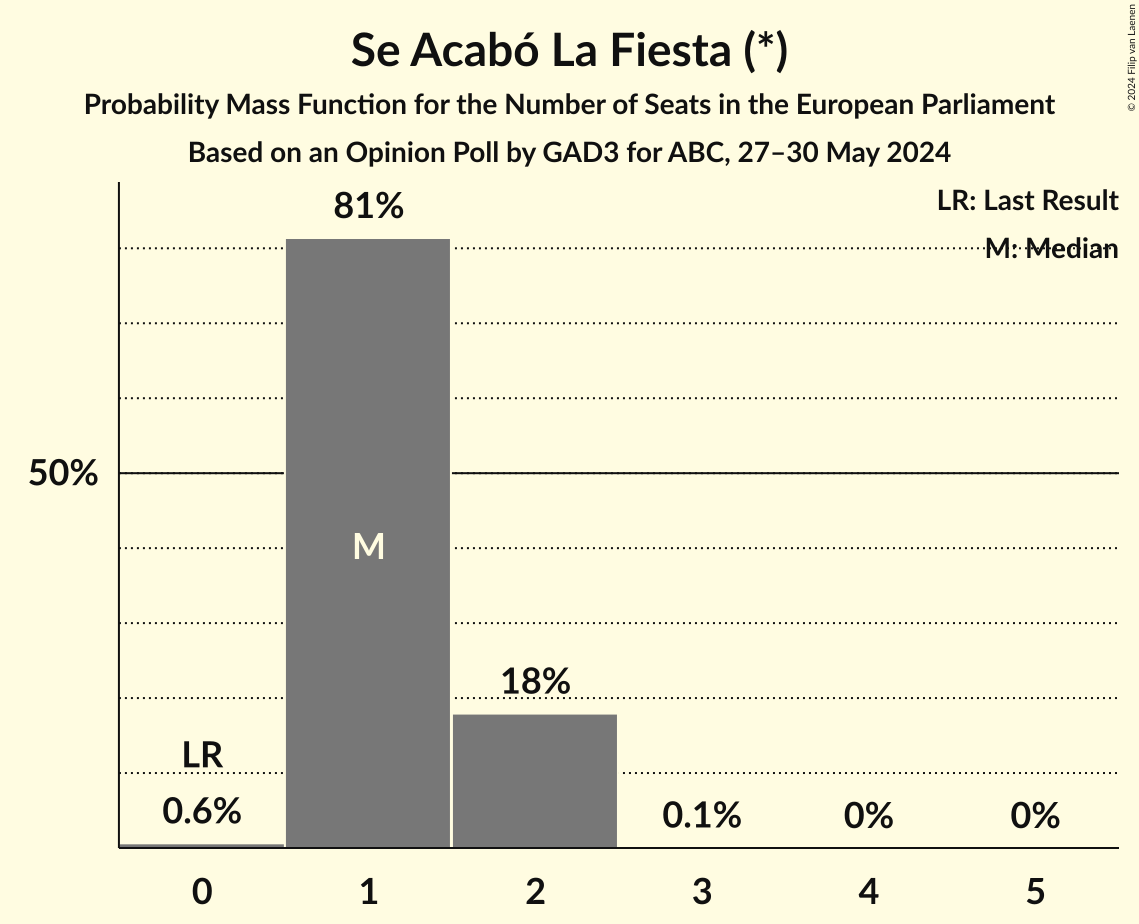 Se Acabó La Fiesta (*)
Probability Mass Function for the Number of Seats in the European Parliament
Based on an Opinion Poll by GAD3 for ABC, 27–30 May 2024
© 2024 Filip van Laenen
LR: Last Result
M: Median
81%
50%
M
18%
LR
0.6%
0.1%
0%
0%
0
1
2
3
4
5